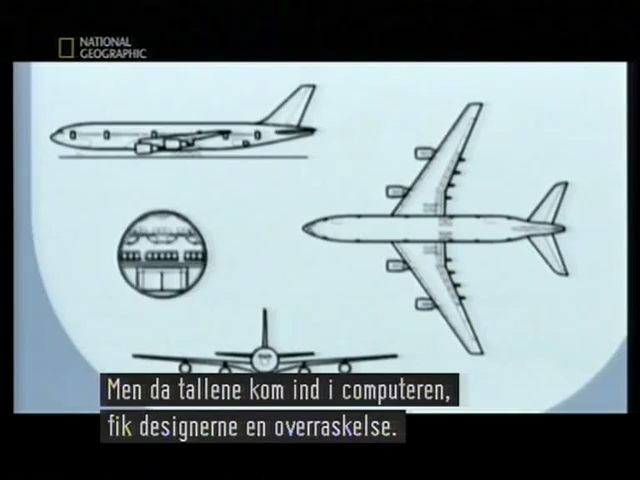 NATIONAL
GEOGRAPHIC
Men da tallene kom ind i computeren,
fik designerne en overraskelse.